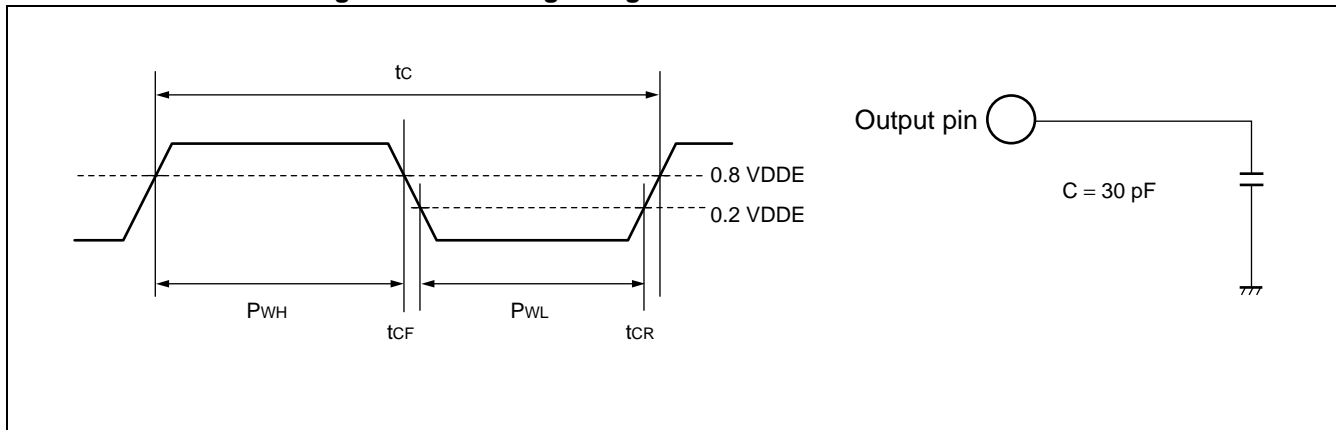 tC
0.8 VDDE
0.2 VDDE
PWH
PWL
tCF
tCR
Output pin
C = 30 pF